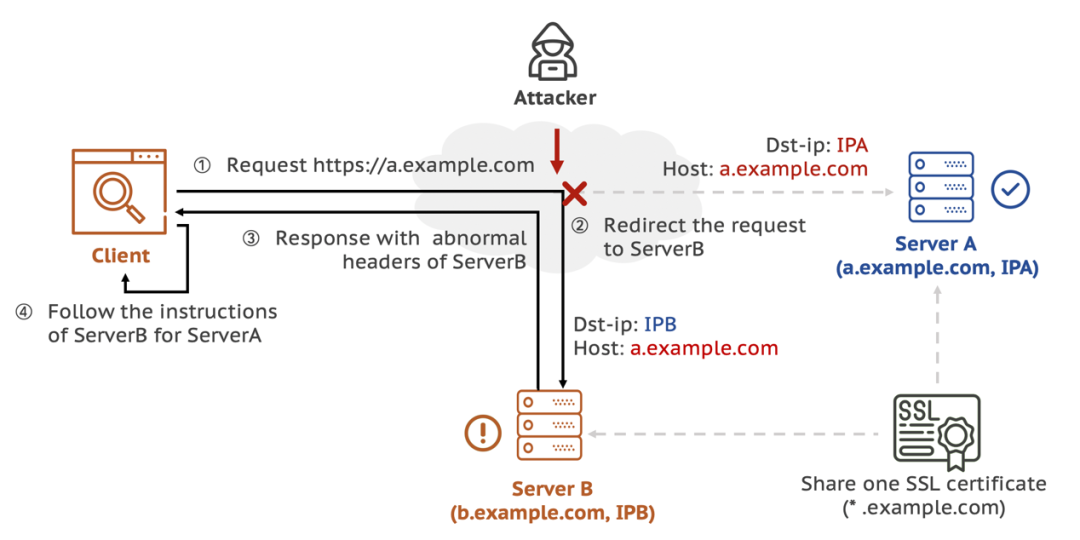 Attacker
① Request https://a.example.com
Dst-ip: IPA
Host: a.example.com
② Redirect the request
to ServerB
③ Response with abnormal
headers of ServerB
Client
Server A
(a.example.com, IPA)
④ Follow the instructions
of ServerB for ServerA
Dst-ip: IPB
Host: a.example.com
SSL
Server B
(b.example.com, IPB)
Share one SSL certificate
(* .example.com)